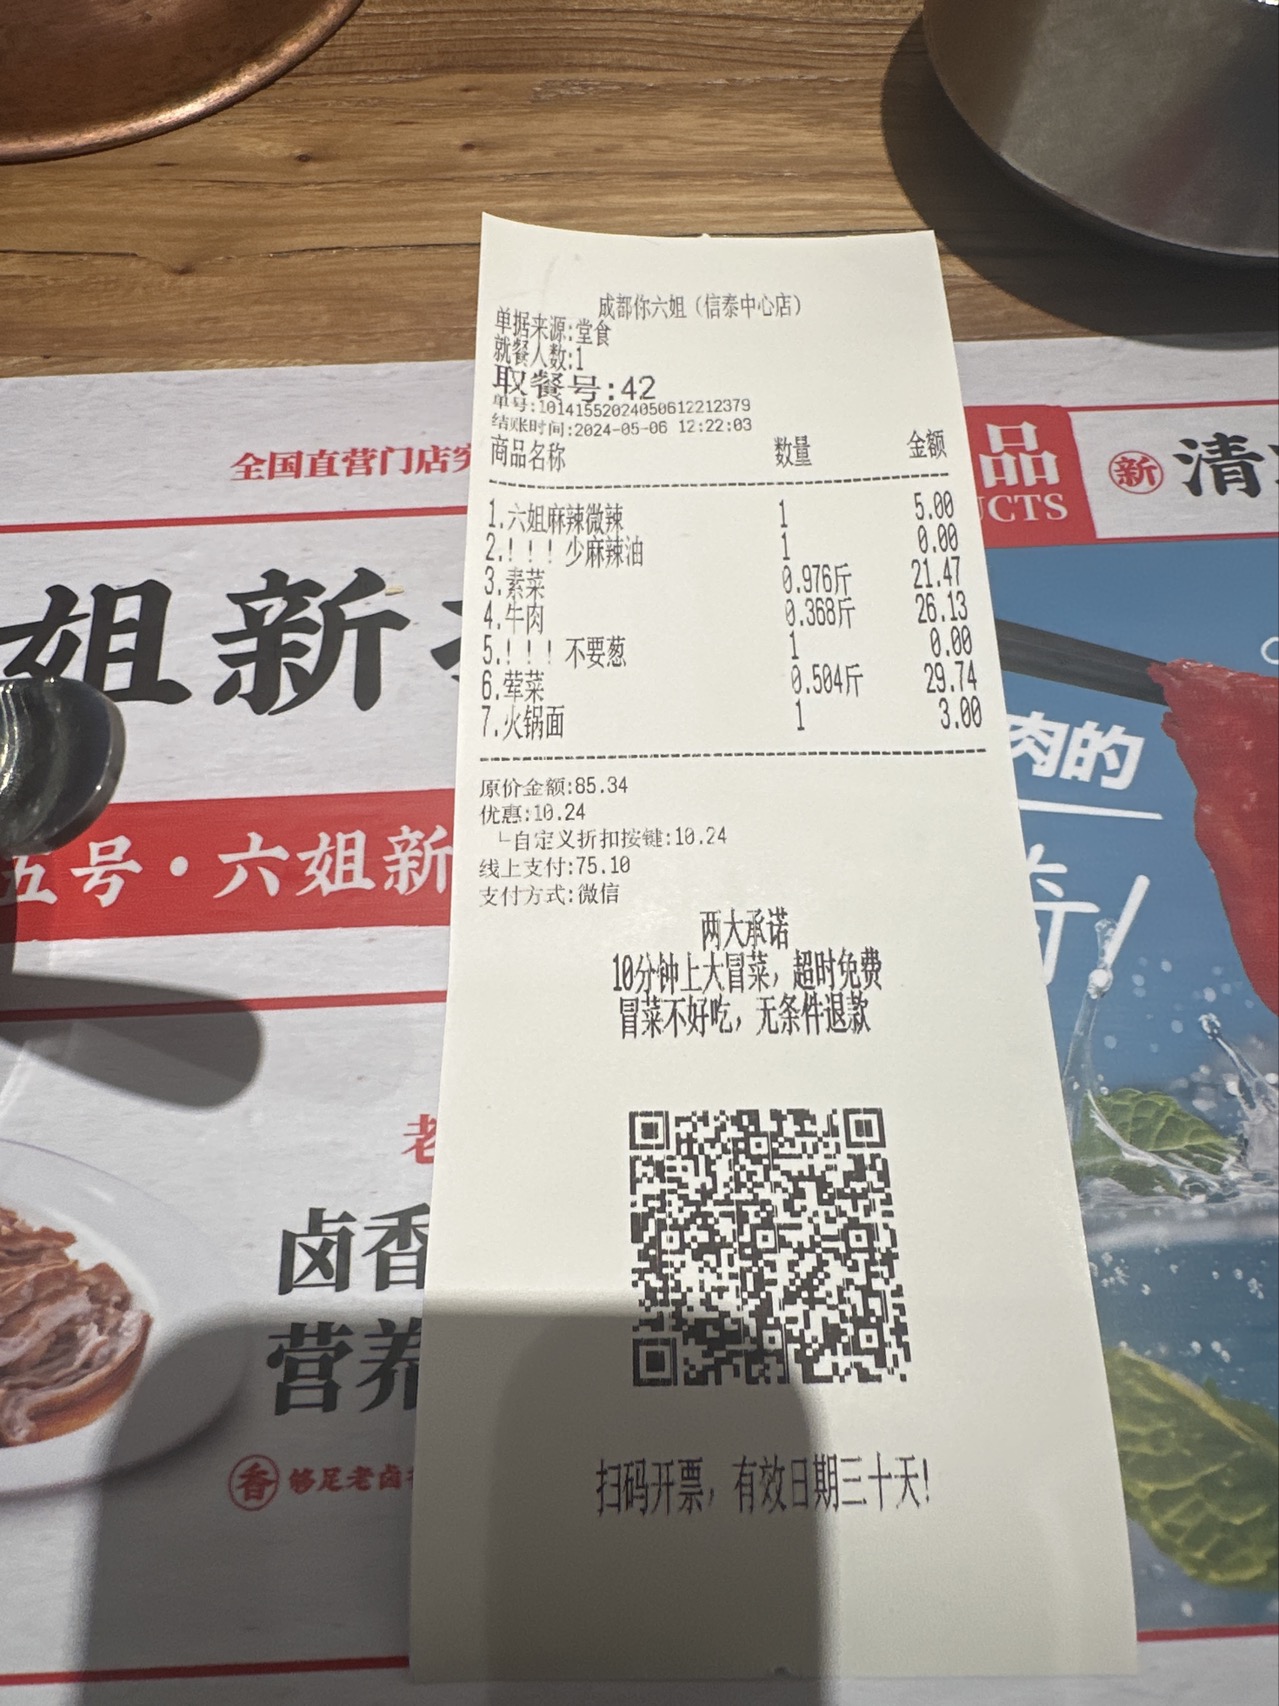 成都你六姐（信泰中心店）
单据来源:堂食
就餐人数:1
取餐号:42
单号:10141552024050612212379
结账时间:2024-05-06 12:22:03
商品名称 数量 金额
1.六姐麻辣微辣 1 5.00
2.！！！少麻辣油 1 0.00
3.素菜 0.976斤 21.47
4.牛肉 0.368斤 26.13
5.！！！不要葱 1 0.00
6.荤菜 0.504斤 29.74
7.火锅面 1 3.00
原价金额:85.34
优惠:10.24
└自定义折扣按键:10.24
线上支付:75.10
支付方式:微信
两大承诺
10分钟上大冒菜，超时免费
冒菜不好吃，无条件退款
扫码开票，有效日期三十天!
全国直营门店
姐新
五号·六姐新
老
卤香
营养
香 够足老卤
品
UCTS
新 清
肉的